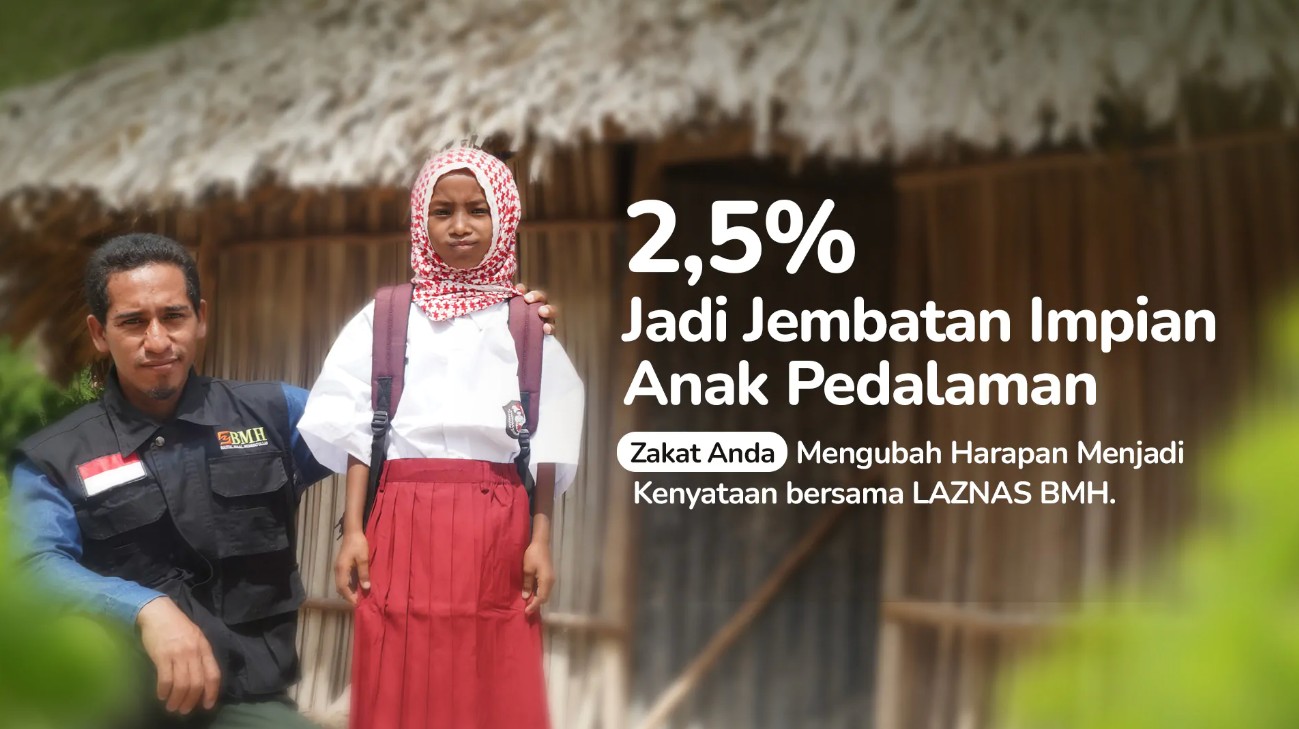 2,5%
Jadi Jembatan Impian
Anak Pedalaman
Zakat Anda Mengubah Harapan Menjadi
Kenyataan bersama LAZNAS BMH.
BMH